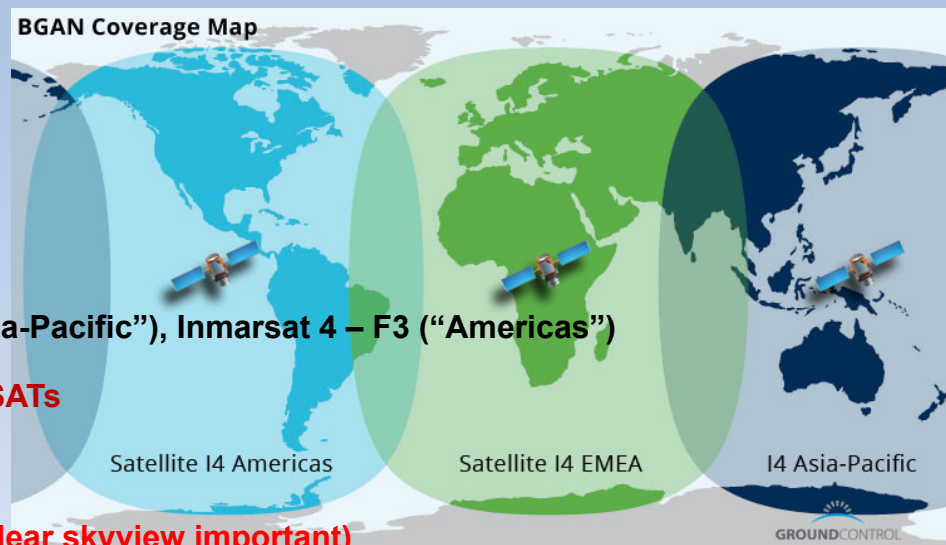 BGAN Coverage Map
a-Pacific”), Inmarsat 4 – F3 (“Americas”)
SATs
Satellite I4 Americas
Satellite I4 EMEA
I4 Asia-Pacific
lear skyview important)
GROUNDCONTROL